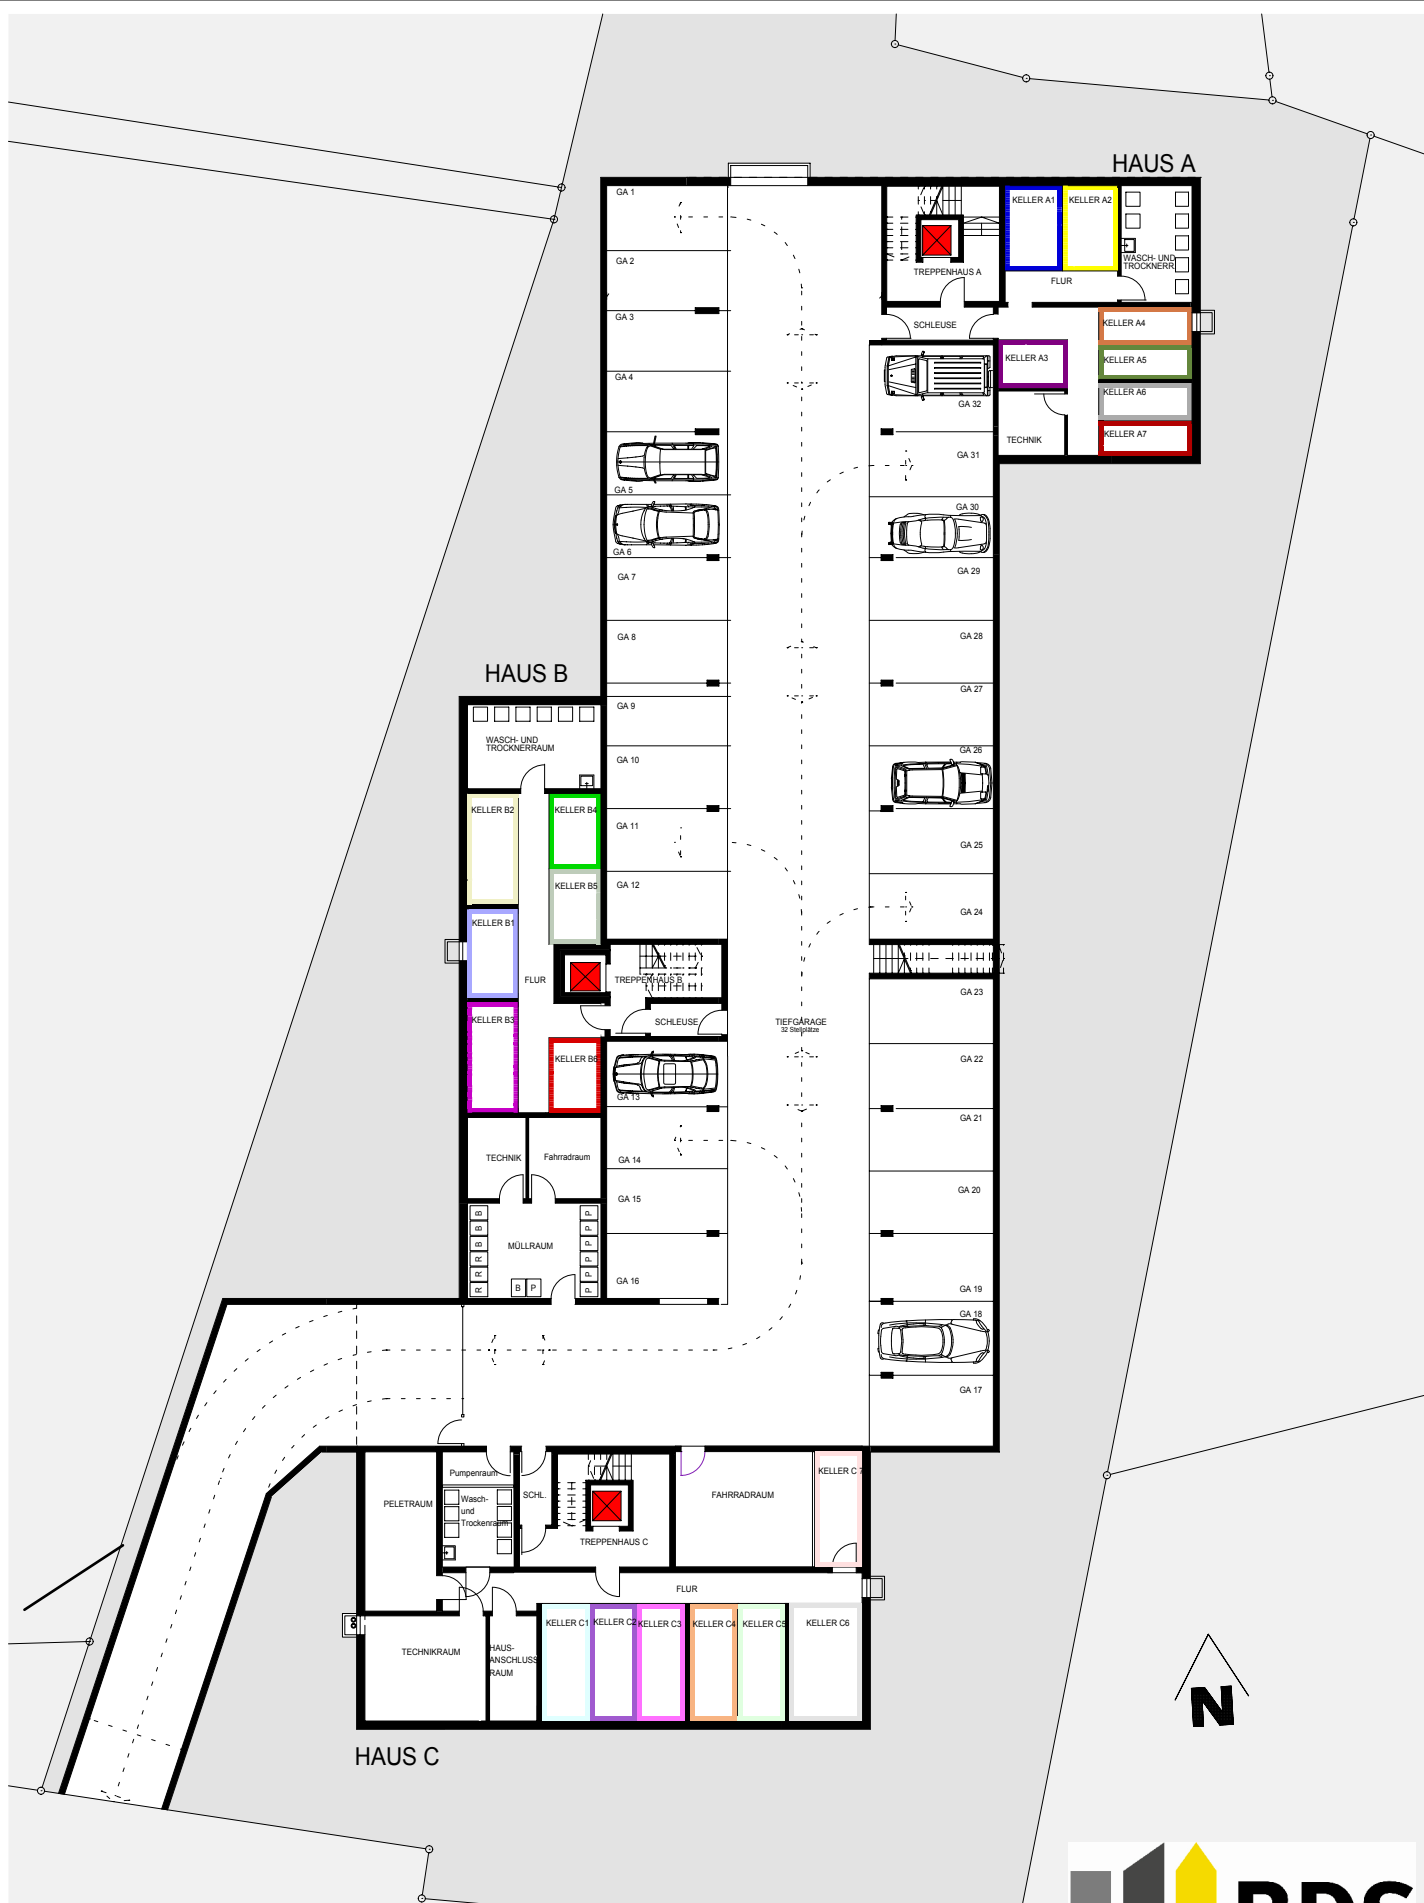 HAUS A
GA 1
KELLER A1
KELLER A2
GA 2
TREPPENHAUS A
WASCH- UND
TROCKNERR.
FLUR
GA 3
SCHLEUSE
KELLER A4
KELLER A3
KELLER A5
GA 4
KELLER A6
GA 32
KELLER A7
TECHNIK
GA 31
GA 5
GA 30
GA 6
GA 7
GA 29
GA 8
GA 28
HAUS B
GA 27
GA 9
WASCH- UND
TROCKNERRAUM
GA 10
GA 26
KELLER B2
KELLER B4
GA 11
GA 25
KELLER B5
GA 12
GA 24
KELLER B1
FLUR
TREPPENHAUS B
GA 23
KELLER B3
SCHLEUSE
TIEFGARAGE
32 Stellplätze
KELLER B6
GA 22
GA 13
GA 21
TECHNIK
Fahrradraum
GA 14
GA 15
GA 20
B
B
B
R
R
R
MÜLLRAUM
P
P
P
P
P
P
B
P
GA 16
GA 19
GA 18
GA 17
Pumpenraum
KELLER C 7
PELETRAUM
Wasch-
und
Trockenraum
SCHL.
FAHRRADRAUM
TREPPENHAUS C
FLUR
KELLER C1
KELLER C2
KELLER C3
KELLER C4
KELLER C5
KELLER C6
TECHNIKRAUM
HAUS-
ANSCHLUSS
RAUM
N
HAUS C
BDS